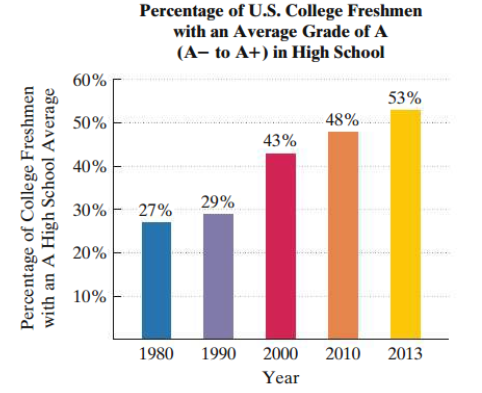 Percentage of U.S. College Freshmen
with an Average Grade of A
(A− to A+) in High School
Percentage of College Freshmen
with an A High School Average
60%
50%
40%
30%
20%
10%
27%
29%
43%
48%
53%
1980 1990 2000 2010 2013
Year